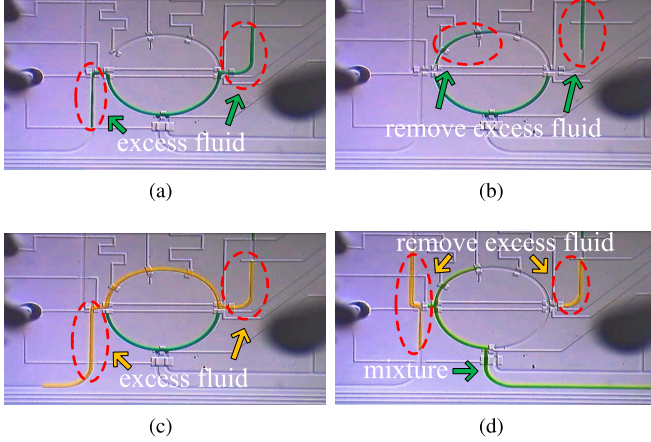 excess fluid
(a)
remove excess fluid
(b)
excess fluid
(c)
remove excess fluid
mixture
(d)